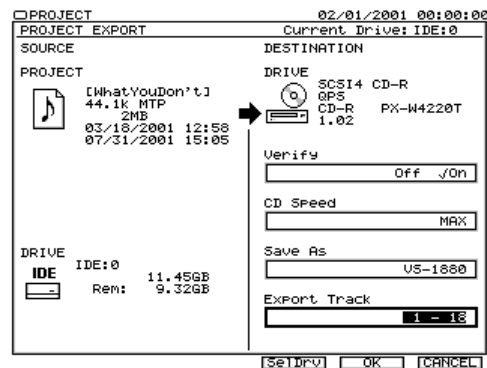 PROJECT 02/01/2001 00:00:00
PROJECT EXPORT Current Drive:IDE:0
SOURCE
PROJECT
[WhatYouDon't]
44.1k MTP
2MB
03/18/2001 12:58
07/31/2001 15:05
DRIVE
IDE
IDE:0
11.45GB
Rem: 9.32GB
DESTINATION
DRIVE
SCSI4 CD-R
QPS
CD-R PX-W4220T
1.02
Verify
Off √On
CD Speed
MAX
Save As
VS-1880
Export Track
1 - 18
SelDrv OK CANCEL